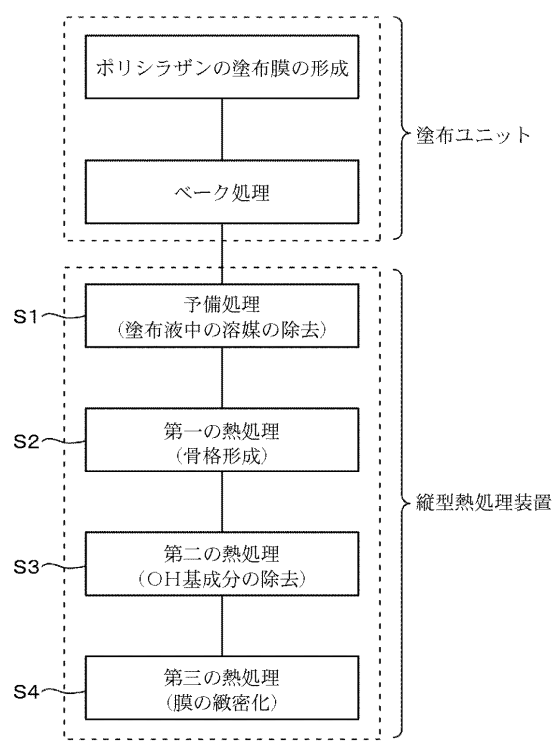 ポリシラザンの塗布膜の形成
ベーク処理
塗布ユニット
S1
予備処理
(塗布液中の溶媒の除去)
S2
第一の熱処理
(骨格形成)
縦型熱処理装置
S3
第二の熱処理
(OH基成分の除去)
S4
第三の熱処理
(膜の緻密化)